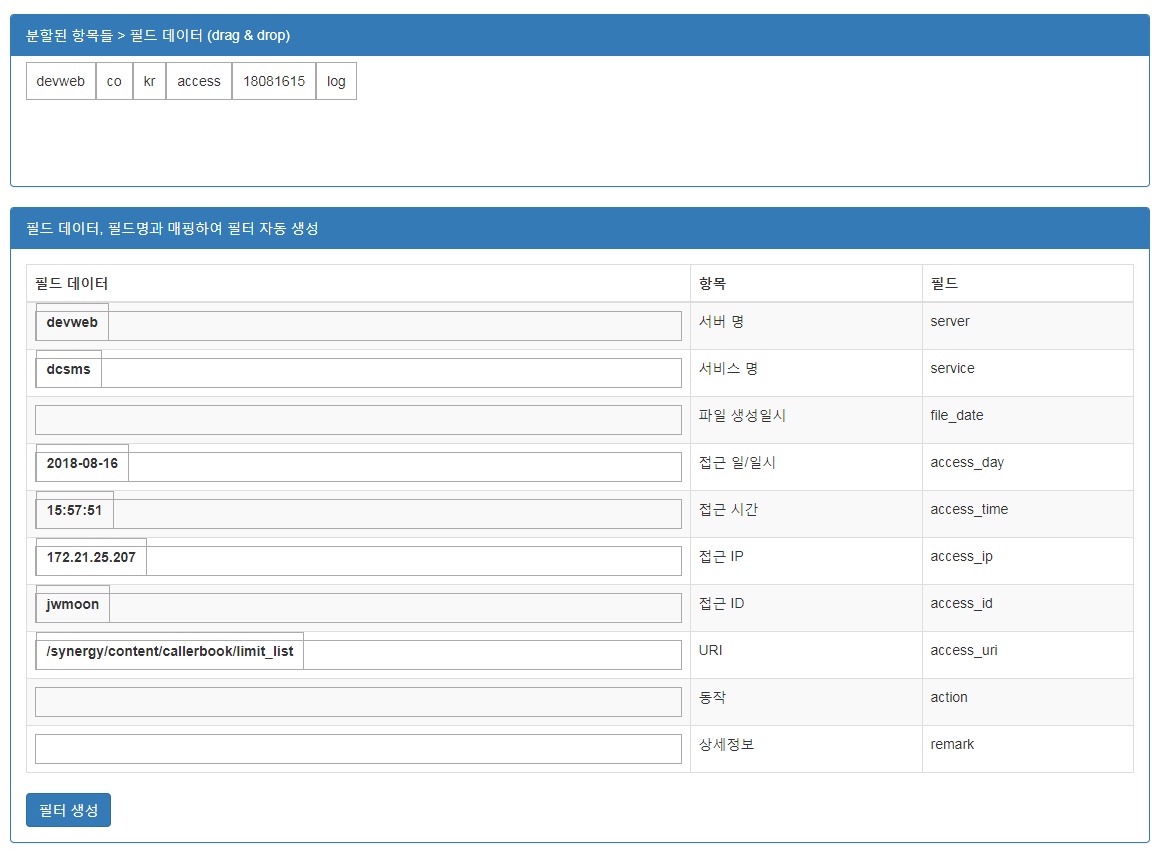 분할된 항목들 > 필드 데이터 (drag & drop)
devweb co kr access 18081615 log
필드 데이터, 필드명과 매핑하여 필터 자동 생성
필드 데이터 항목 필드
devweb 서버 명 server
dcsms 서비스 명 service
파일 생성일시 file_date
2018-08-16 접근 일/일시 access_day
15:57:51 접근 시간 access_time
172.21.25.207 접근 IP access_ip
jwmoon 접근 ID access_id
/synergy/content/callerbook/limit_list URI access_uri
동작 action
상세정보 remark
필터 생성